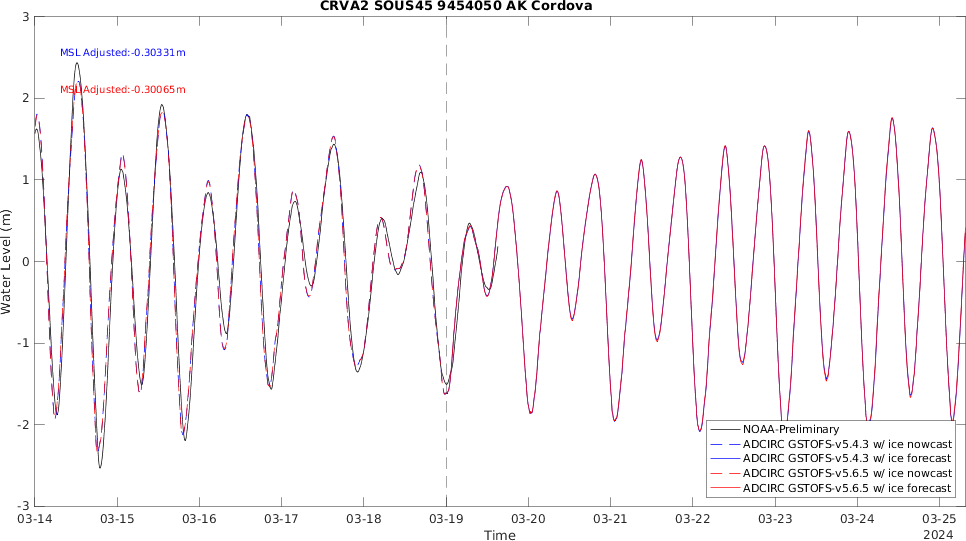 CRVA2 SOUS45 9454050 AK Cordova
MSL Adjusted:-0.30331m
MSL Adjusted:-0.30065m
Water Level (m)
3
2
1
0
-1
-2
-3
NOAA-Preliminary
ADCIRC GSTOFS-v5.4.3 w/ ice nowcast
ADCIRC GSTOFS-v5.4.3 w/ ice forecast
ADCIRC GSTOFS-v5.6.5 w/ ice nowcast
ADCIRC GSTOFS-v5.6.5 w/ ice forecast
03-14 03-15 03-16 03-17 03-18 03-19 03-20 03-21 03-22 03-23 03-24 03-25
Time
2024